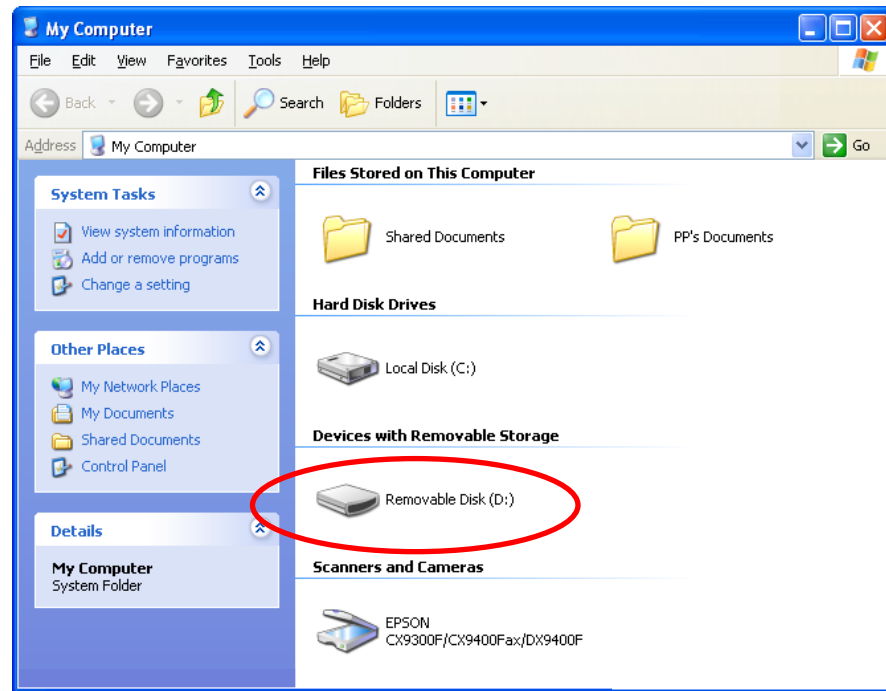 My Computer
File Edit View Favorites Tools Help
Back Search Folders
Address My Computer Go
System Tasks
View system information
Add or remove programs
Change a setting
Other Places
My Network Places
My Documents
Shared Documents
Control Panel
Details
My Computer
System Folder
Files Stored on This Computer
Shared Documents PP's Documents
Hard Disk Drives
Local Disk (C:)
Devices with Removable Storage
Removable Disk (D:)
Scanners and Cameras
EPSON
CX9300F/CX9400Fax/DX9400F